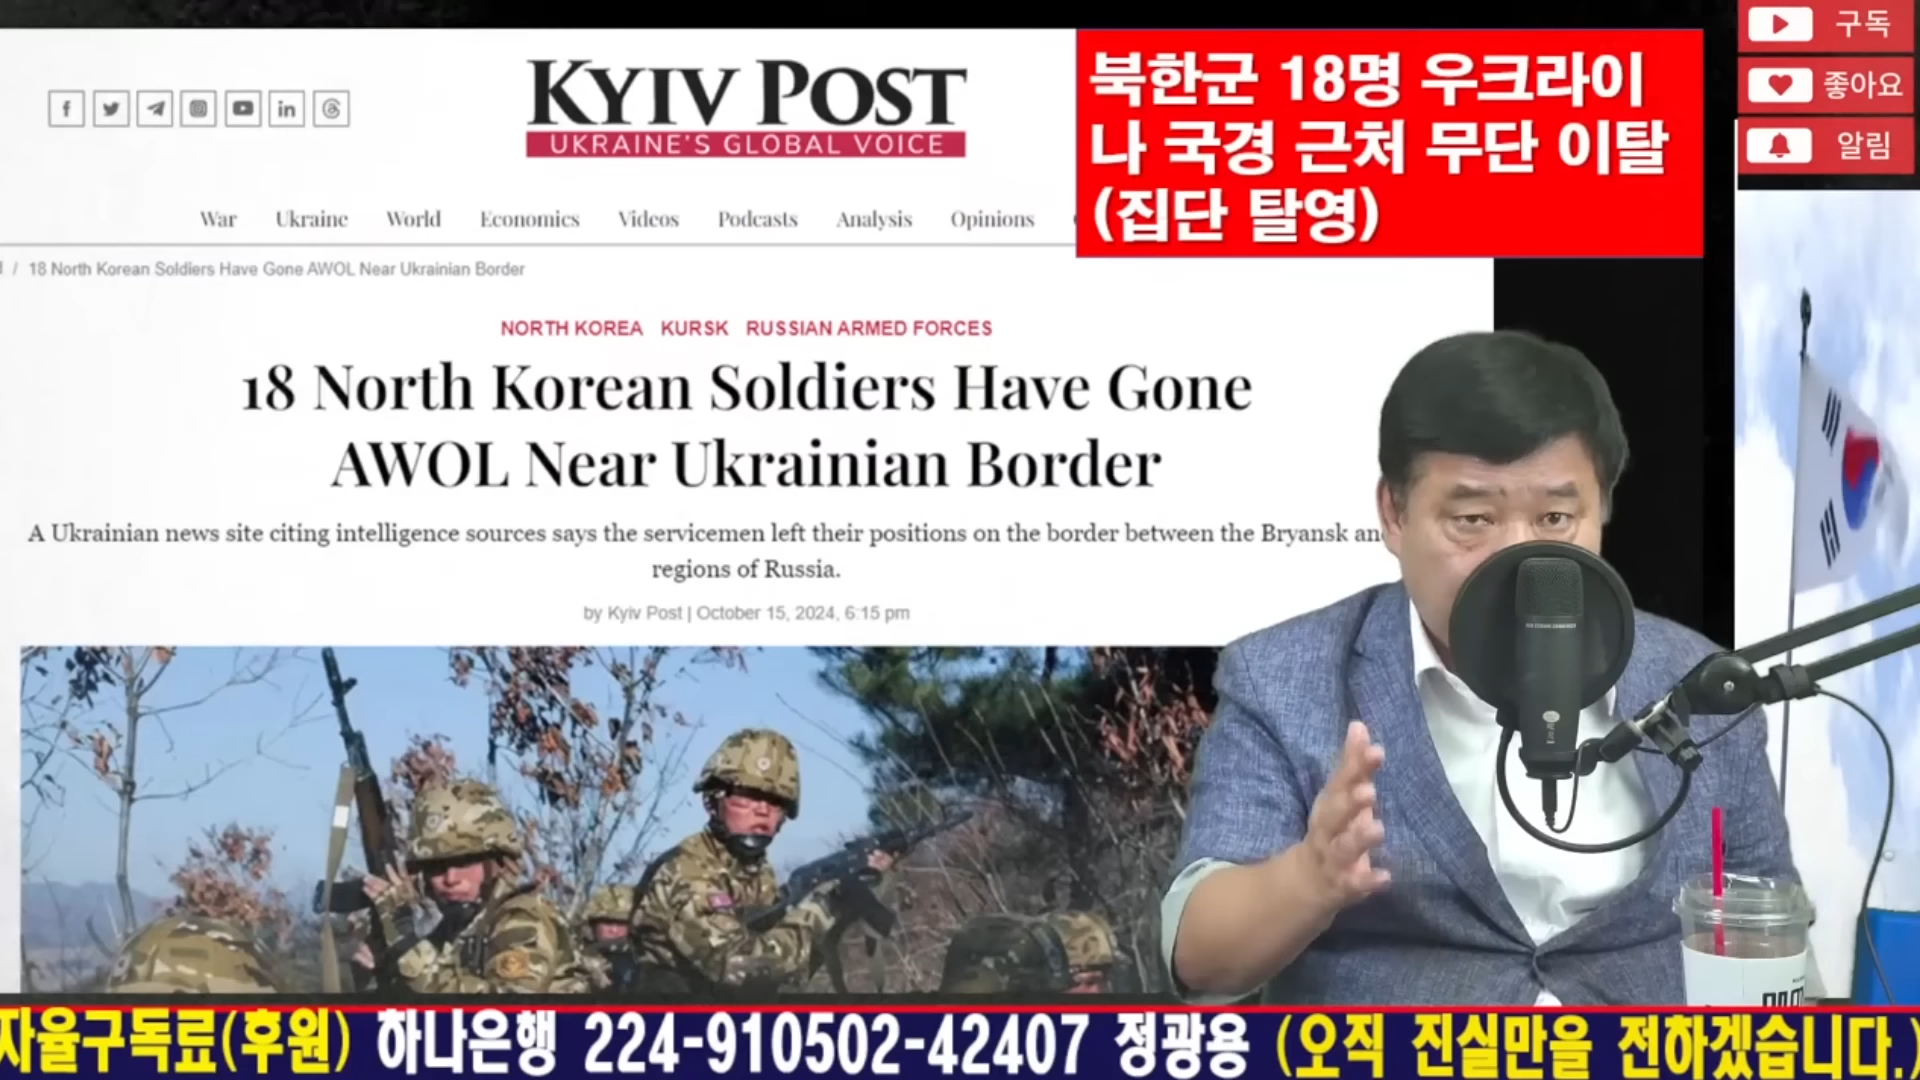 KYIV POST
UKRAINE'S GLOBAL VOICE
북한군 18명 우크라이
나 국경 근처 무단 이탈
(집단 탈영)
구독
좋아요
알림
War Ukraine World Economics Videos Podcasts Analysis Opinions
/ 18 North Korean Soldiers Have Gone AWOL Near Ukrainian Border
NORTH KOREA KURSK RUSSIAN ARMED FORCES
18 North Korean Soldiers Have Gone
AWOL Near Ukrainian Border
A Ukrainian news site citing intelligence sources says the servicemen left their positions on the border between the Bryansk and
regions of Russia.
by Kyiv Post | October 15, 2024, 6:15 pm
자율구독료(후원) 하나은행 224-910502-42407 정광용 (오직 진실만을 전하겠습니다.)